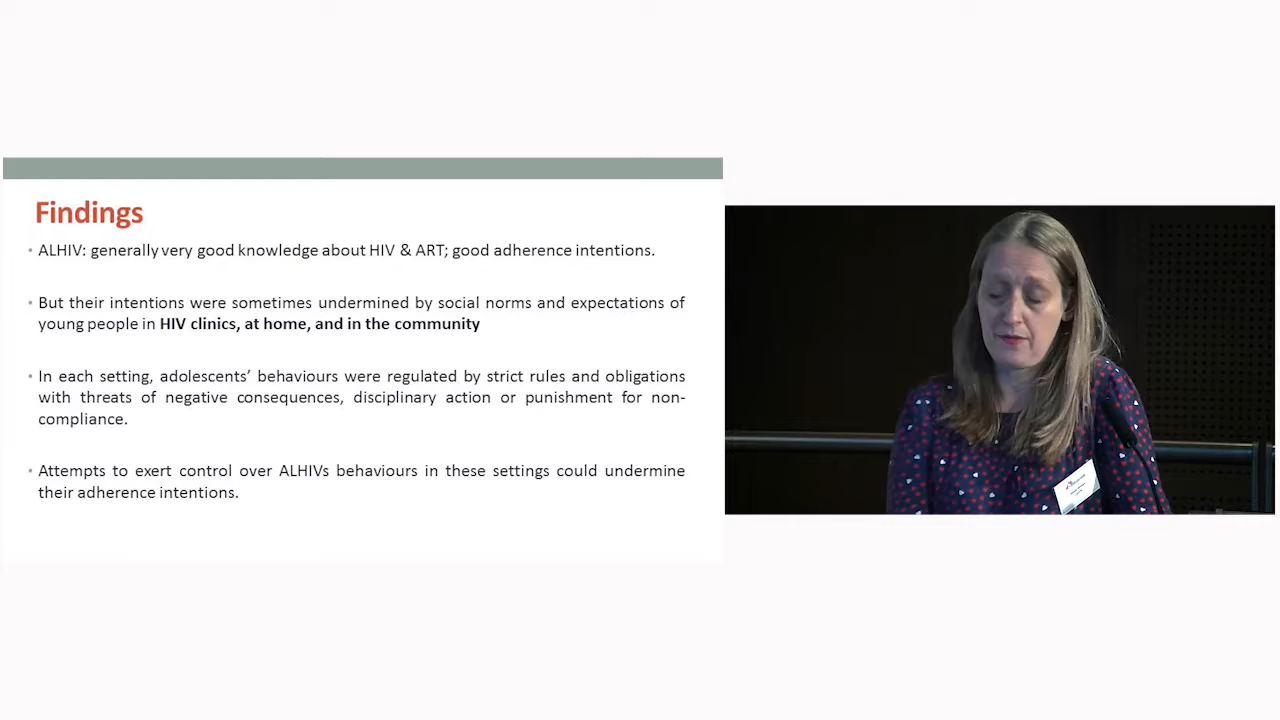 Findings
• ALHIV: generally very good knowledge about HIV & ART; good adherence intentions.
• But their intentions were sometimes undermined by social norms and expectations of
young people in HIV clinics, at home, and in the community
• In each setting, adolescents’ behaviours were regulated by strict rules and obligations
with threats of negative consequences, disciplinary action or punishment for non-
compliance.
• Attempts to exert control over ALHIVs behaviours in these settings could undermine
their adherence intentions.